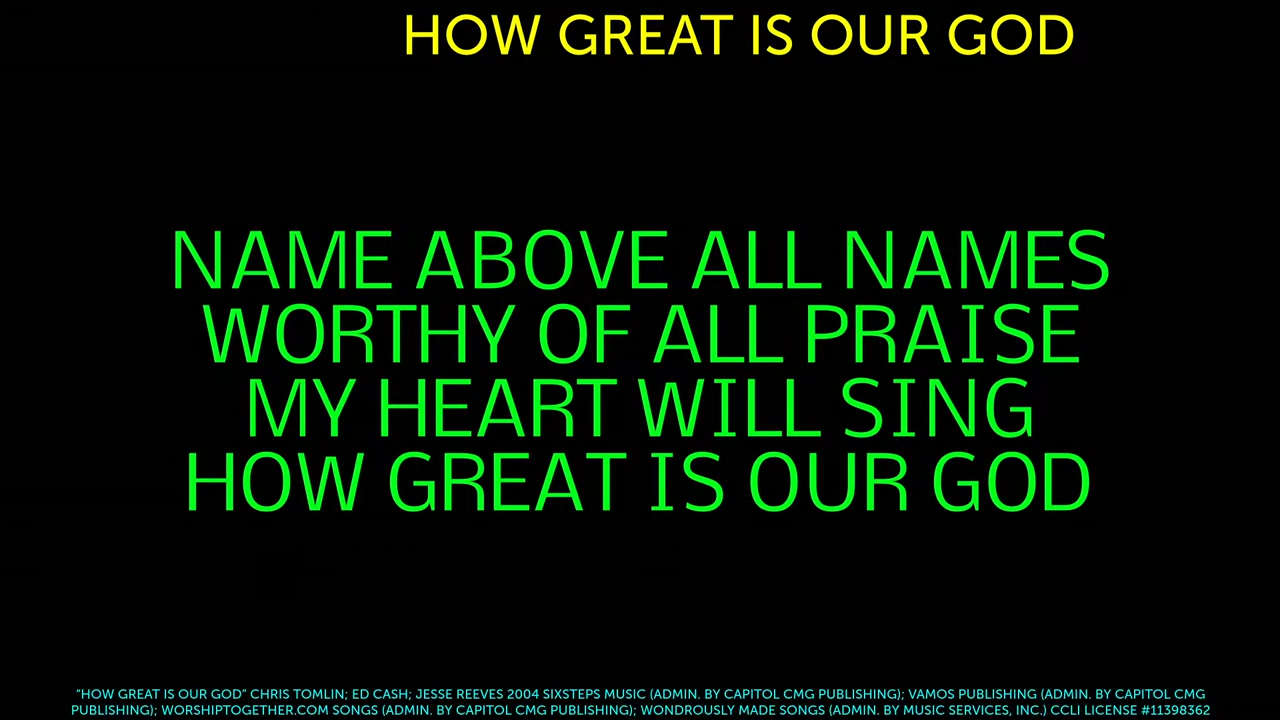 HOW GREAT IS OUR GOD
NAME ABOVE ALL NAMES
WORTHY OF ALL PRAISE
MY HEART WILL SING
HOW GREAT IS OUR GOD
“HOW GREAT IS OUR GOD” CHRIS TOMLIN; ED CASH; JESSE REEVES 2004 SIXSTEPS MUSIC (ADMIN. BY CAPITOL CMG PUBLISHING); VAMOS PUBLISHING (ADMIN. BY CAPITOL CMG
PUBLISHING); WORSHIPTOGETHER.COM SONGS (ADMIN. BY CAPITOL CMG PUBLISHING); WONDROUSLY MADE SONGS (ADMIN. BY MUSIC SERVICES, INC.) CCLI LICENSE #11398362